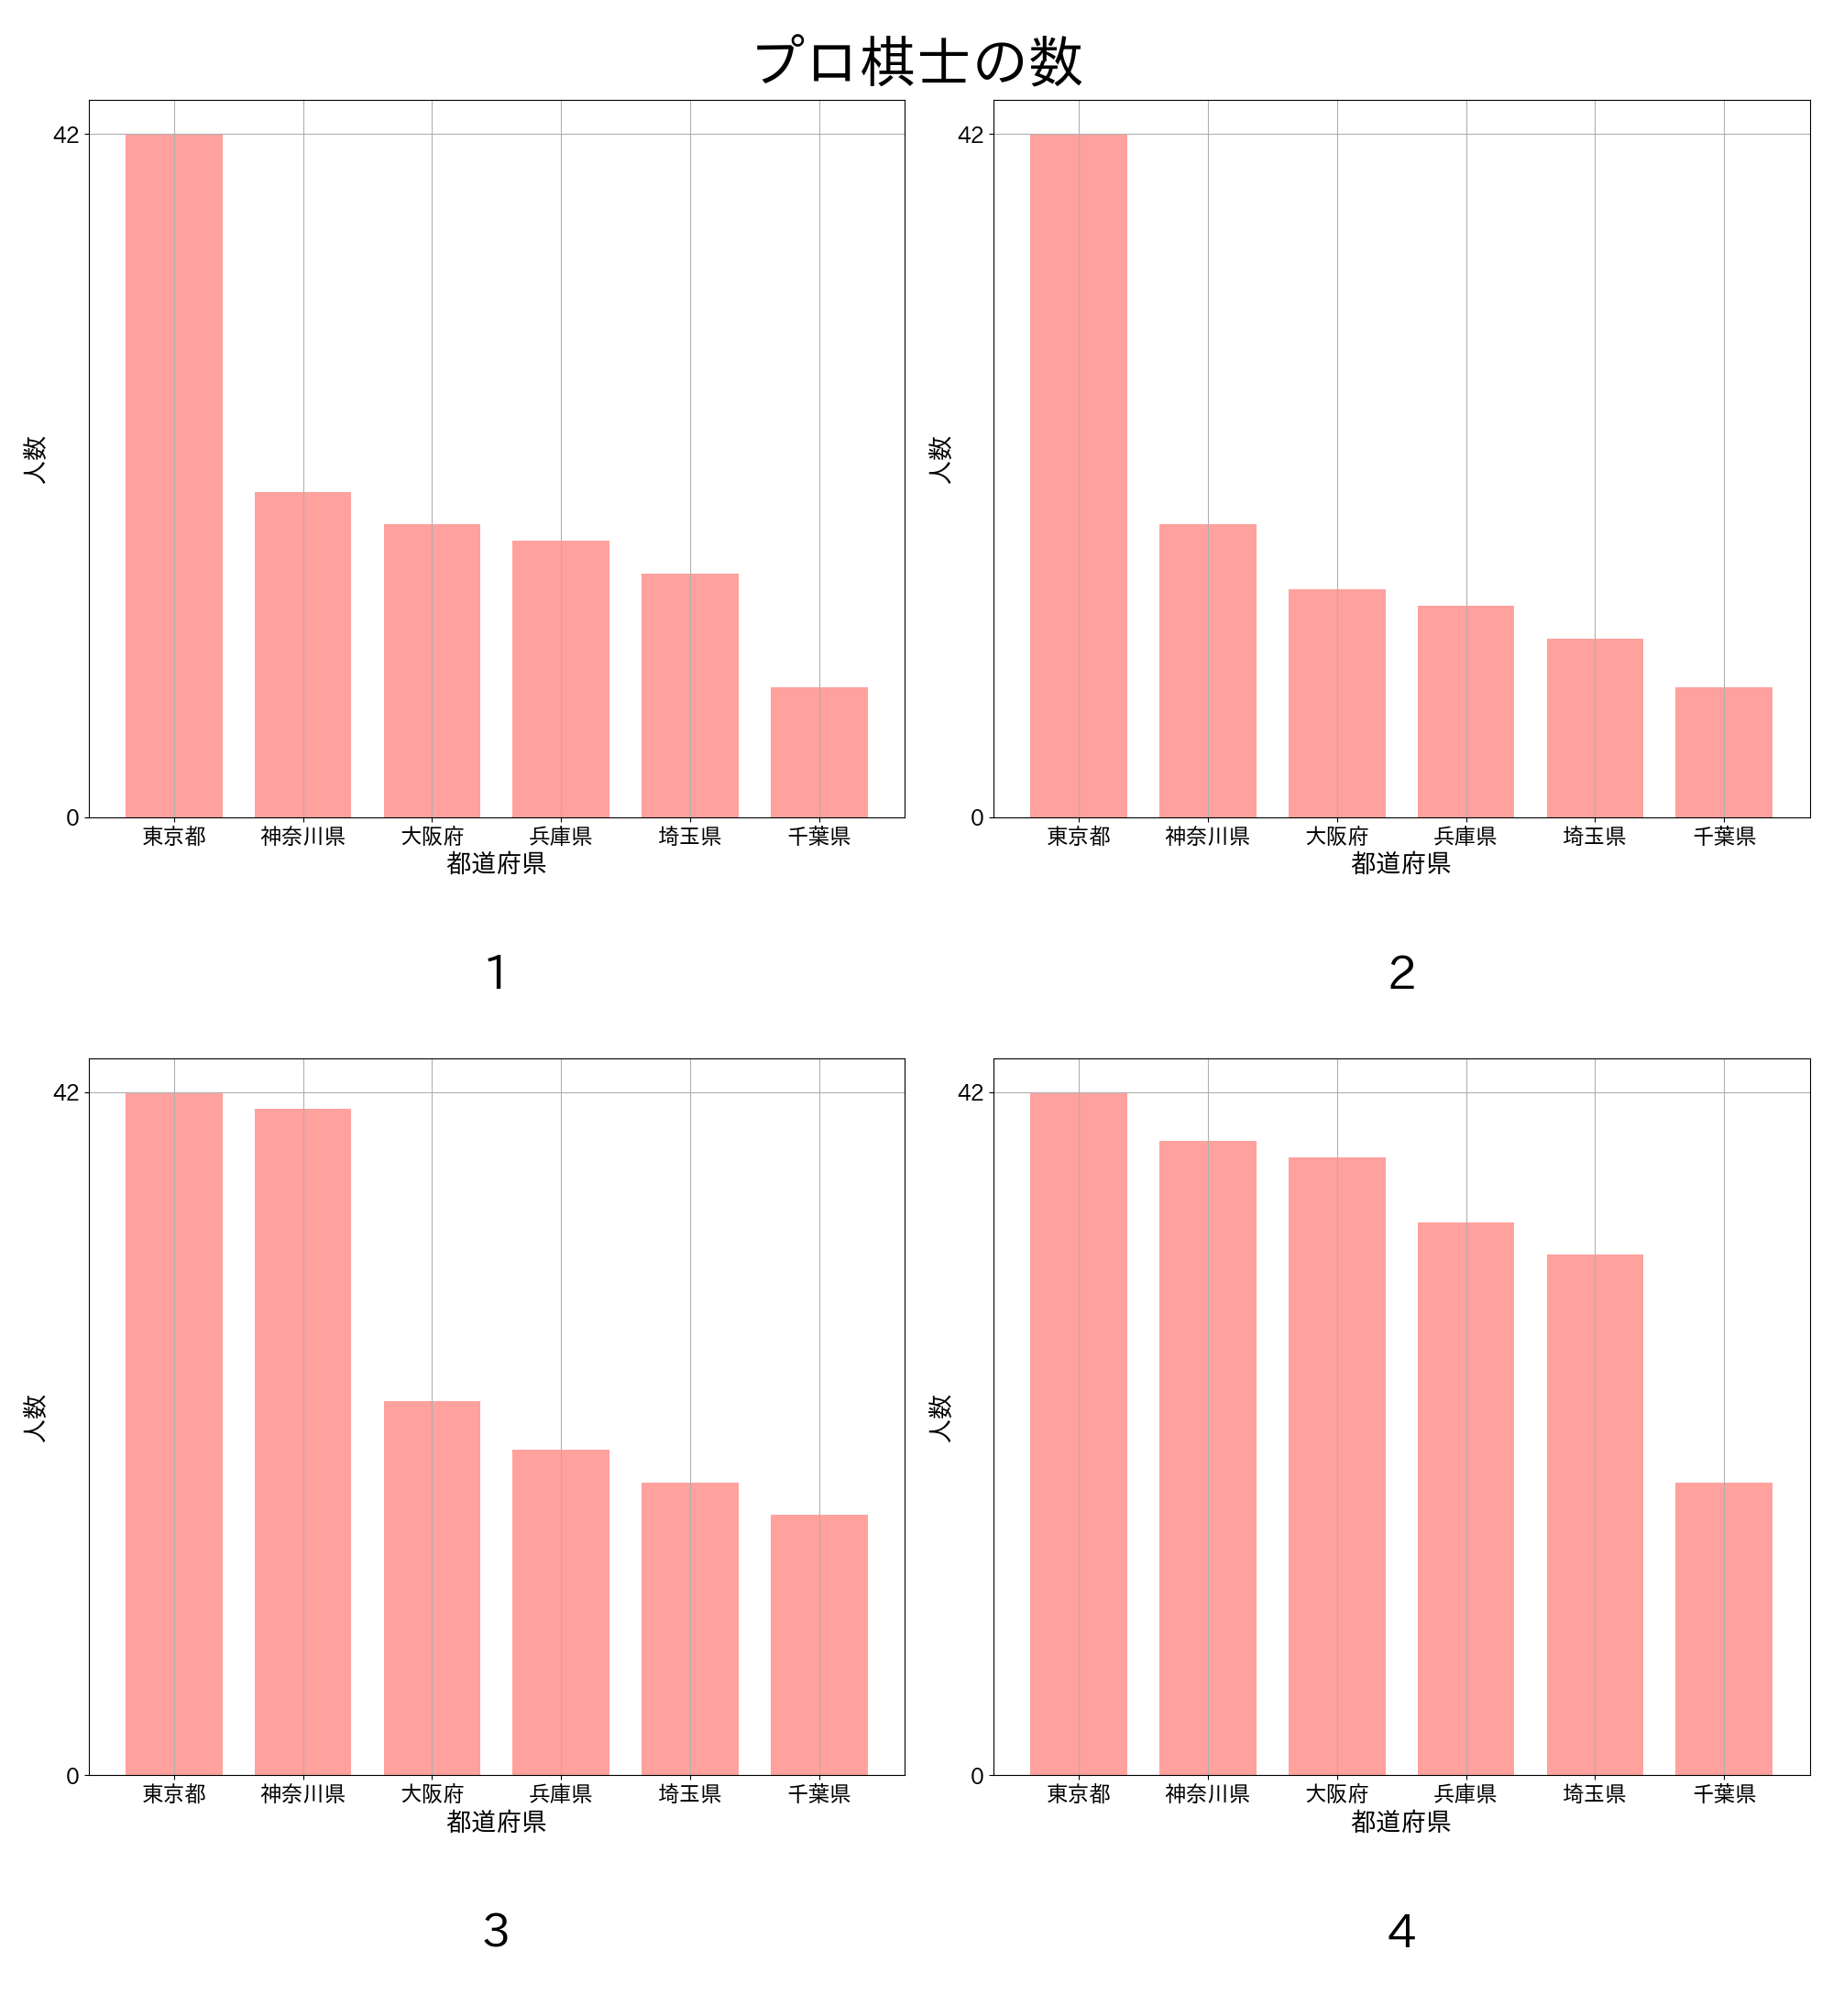 プロ棋士の数
42
0
人数
東京都 神奈川県 大阪府 兵庫県 埼玉県 千葉県
都道府県
1
42
0
人数
東京都 神奈川県 大阪府 兵庫県 埼玉県 千葉県
都道府県
2
42
0
人数
東京都 神奈川県 大阪府 兵庫県 埼玉県 千葉県
都道府県
3
42
0
人数
東京都 神奈川県 大阪府 兵庫県 埼玉県 千葉県
都道府県
4